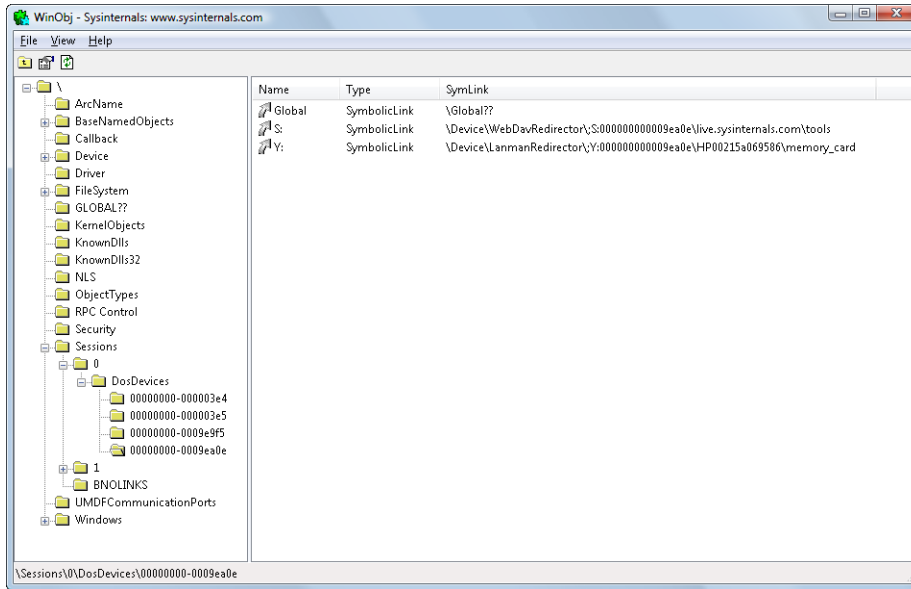 WinObj - Sysinternals: www.sysinternals.com
File View Help
\
ArcName
BaseNamedObjects
Callback
Device
Driver
FileSystem
GLOBAL??
KernelObjects
KnownDlls
KnownDlls32
NLS
ObjectTypes
RPC Control
Security
Sessions
0
DosDevices
00000000-000003e4
00000000-000003e5
00000000-0009e9f5
00000000-0009ea0e
1
BNOLINKS
UMDFCommunicationPorts
Windows
Name Type SymLink
Global SymbolicLink \Global??
S: SymbolicLink \Device\WebDavRedirector\;S:000000000009ea0e\live.sysinternals.com\tools
Y: SymbolicLink \Device\LanmanRedirector\;Y:000000000009ea0e\HP00215a069586\memory_card
\Sessions\0\DosDevices\00000000-0009ea0e